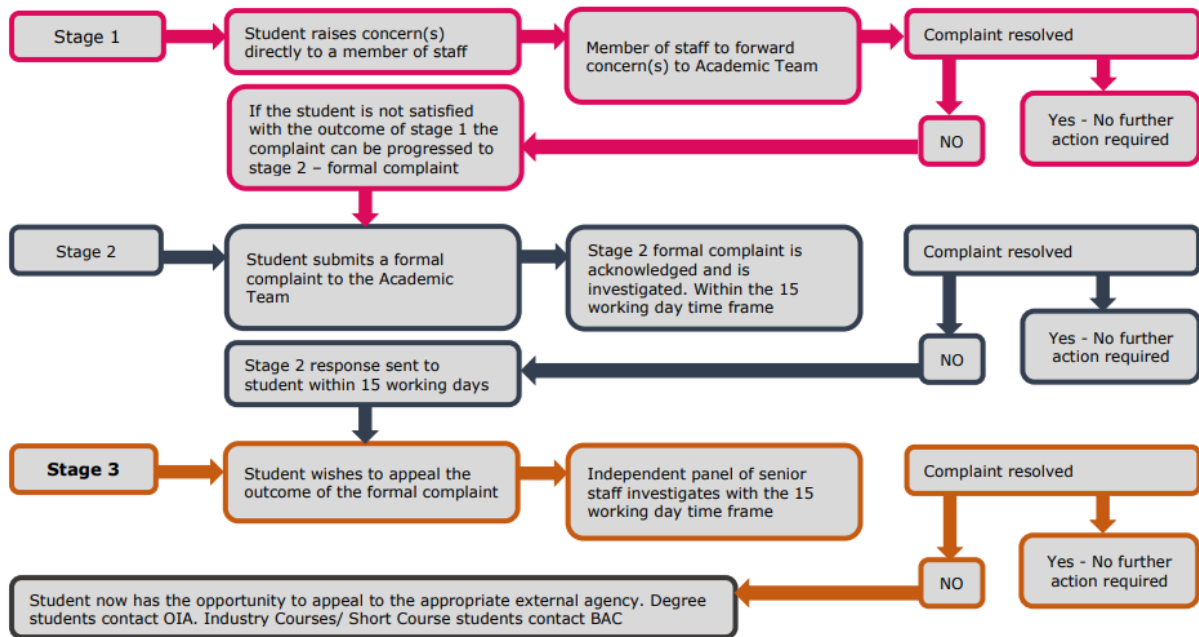 Stage 1
Student raises concern(s)
directly to a member of staff
Member of staff to forward
concern(s) to Academic Team
Complaint resolved
NO
Yes - No further
action required
If the student is not satisfied
with the outcome of stage 1 the
complaint can be progressed to
stage 2 – formal complaint
Stage 2
Student submits a formal
complaint to the Academic
Team
Stage 2 formal complaint is
acknowledged and is
investigated. Within the 15
working day time frame
Complaint resolved
NO
Yes - No further
action required
Stage 2 response sent to
student within 15 working days
Stage 3
Student wishes to appeal the
outcome of the formal complaint
Independent panel of senior
staff investigates with the 15
working day time frame
Complaint resolved
NO
Yes - No further
action required
Student now has the opportunity to appeal to the appropriate external agency. Degree
students contact OIA. Industry Courses/ Short Course students contact BAC